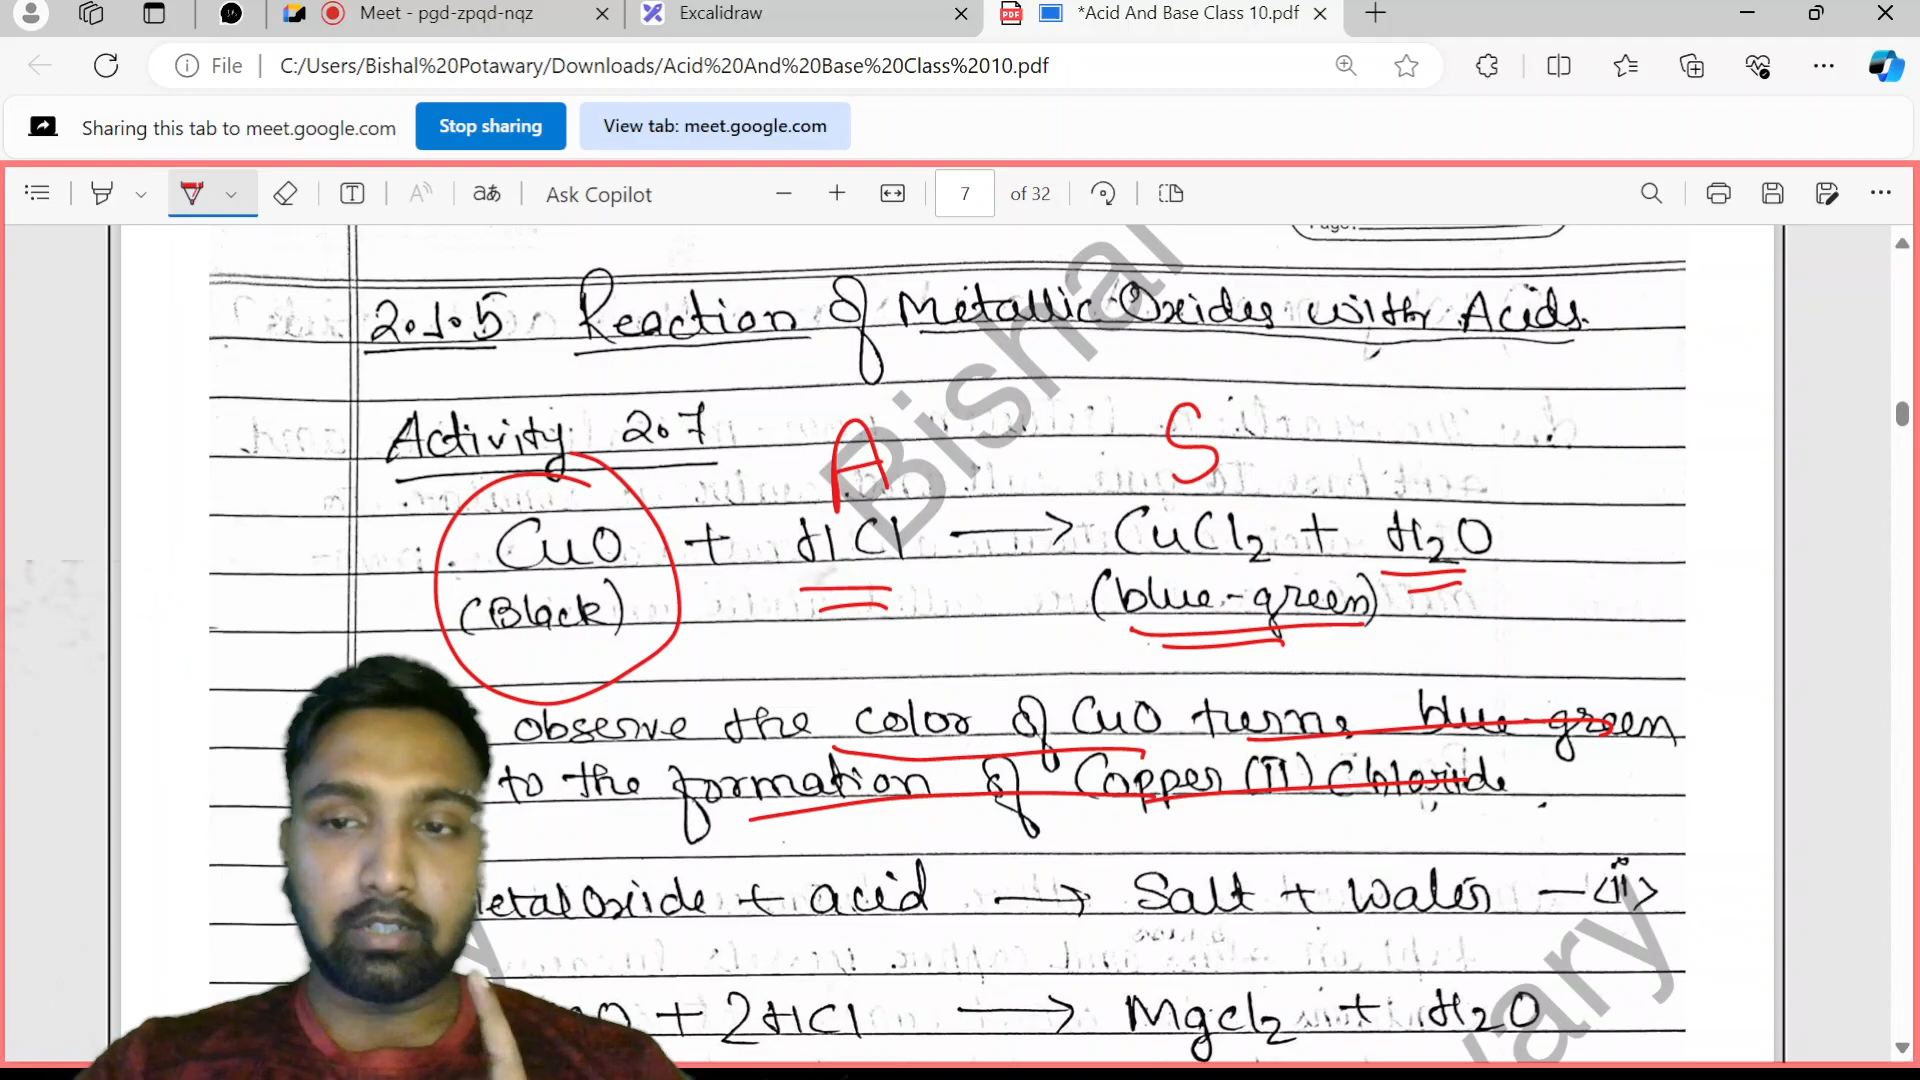 Meet - pgd-zpqd-nqz
Excalidraw
*Acid And Base Class 10.pdf
File
C:/Users/Bishal%20Potawary/Downloads/Acid%20And%20Base%20Class%2010.pdf
Sharing this tab to meet.google.com
Stop sharing
View tab: meet.google.com
Ask Copilot
7
of 32
2.1.5 Reaction of Metallic Oxides with Acids.
Activity 2.7
A S
CuO + HCl ⟶ CuCl₂ + H₂O
(Black) (blue-green)
observe the color of CuO turns blue-green
to the formation of Copper (II) Chloride
etal Oxide + acid ⟶ Salt + Water —<ii>
O + 2HCl ⟶ MgCl₂ + H₂O
Bishal
wary